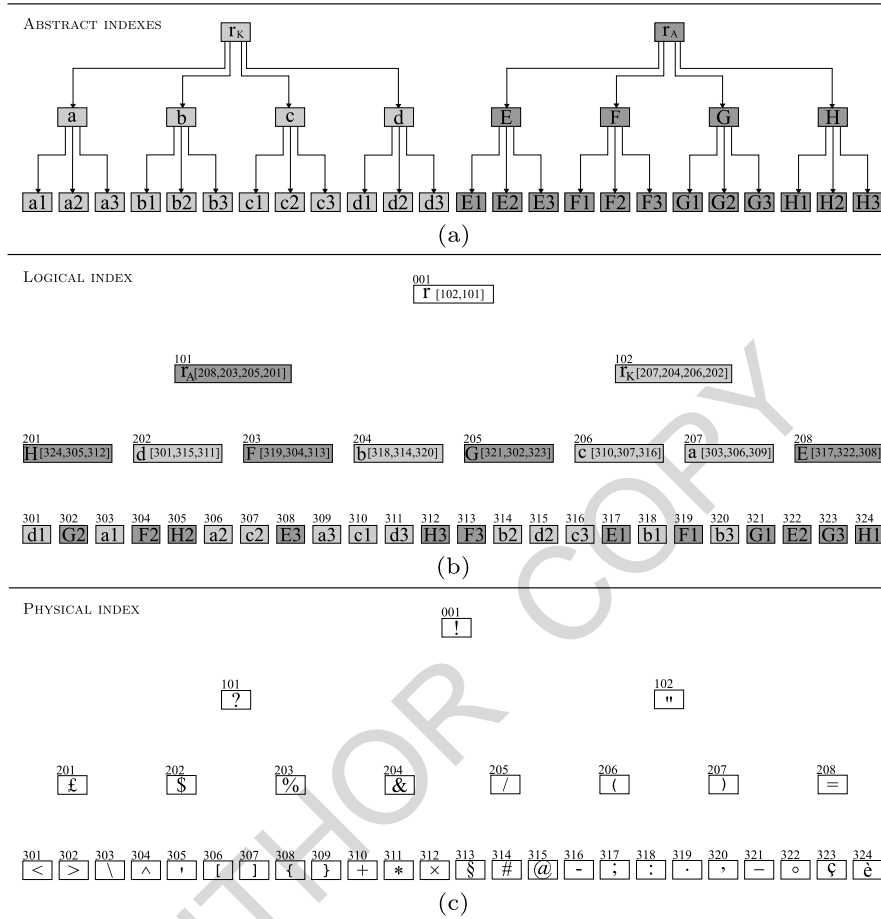 ABSTRACT INDEXES
rK rA
a b c d E F G H
a1 a2 a3 b1 b2 b3 c1 c2 c3 d1 d2 d3 E1 E2 E3 F1 F2 F3 G1 G2 G3 H1 H2 H3
(a)
LOGICAL INDEX
001
r [102,101]
101 102
rA[208,203,205,201] rK[207,204,206,202]
201 202 203 204 205 206 207 208
H[324,305,312] d[301,315,311] F[319,304,313] b[318,314,320] G[321,302,323] c[310,307,316] a[303,306,309] E[317,322,308]
301 302 303 304 305 306 307 308 309 310 311 312 313 314 315 316 317 318 319 320 321 322 323 324
d1 G2 a1 F2 H2 a2 c2 E3 a3 c1 d3 H3 F3 b2 d2 c3 E1 b1 F1 b3 G1 E2 G3 H1
(b)
PHYSICAL INDEX
001
!
101 102
? "
201 202 203 204 205 206 207 208
£ $ % & / ( ) =
301 302 303 304 305 306 307 308 309 310 311 312 313 314 315 316 317 318 319 320 321 322 323 324
< > \ ^ ' [ ] { } + * × § # @ - ; : · , – ° ç è
(c)
AUTHOR COPY